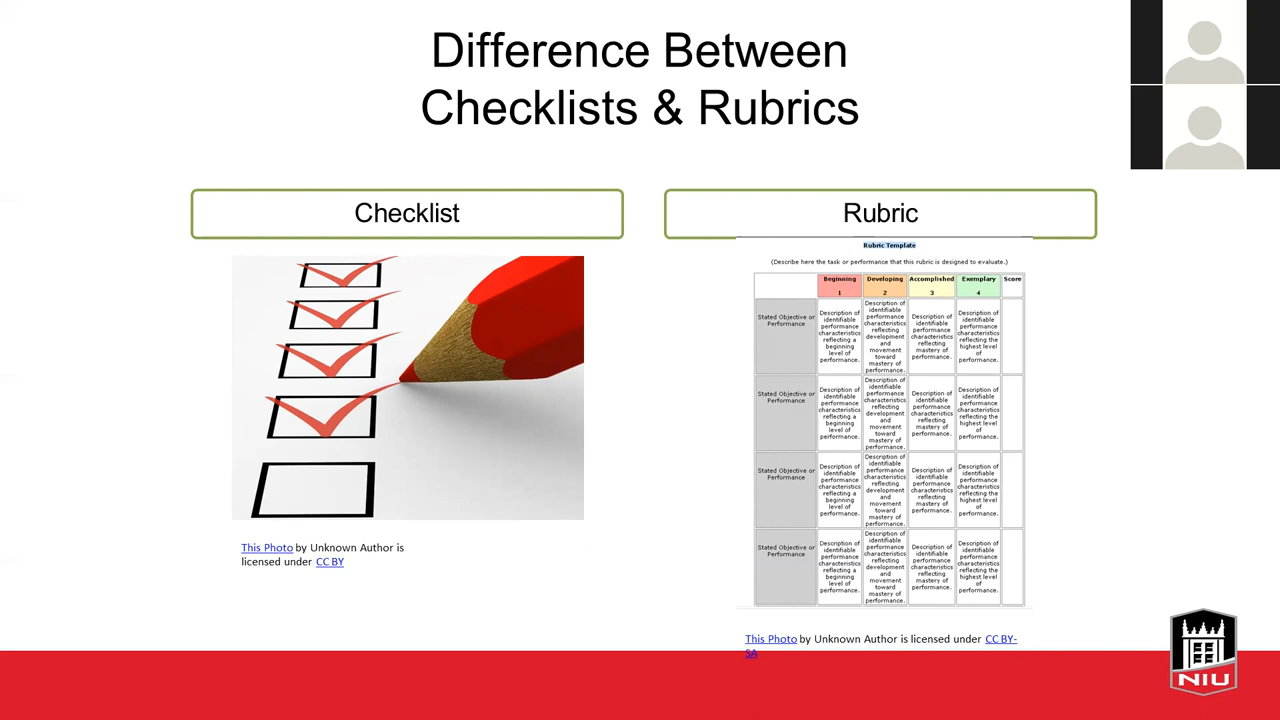 Difference Between
Checklists & Rubrics
Checklist
Rubric
This Photo by Unknown Author is
licensed under CC BY
Rubric Template
(Describe here the task or performance that this rubric is designed to evaluate.)
Beginning
1
Developing
2
Accomplished
3
Exemplary
4
Score
Stated Objective or
Performance
Description of
identifiable
performance
characteristics
reflecting a
beginning
level of
performance.
Description of
identifiable
performance
characteristics
reflecting
development
and
movement
toward
mastery of
performance.
Description of
identifiable
performance
characteristics
reflecting
mastery of
performance.
Description of
identifiable
performance
characteristics
reflecting the
highest level
of
performance.
Stated Objective or
Performance
Description of
identifiable
performance
characteristics
reflecting a
beginning
level of
performance.
Description of
identifiable
performance
characteristics
reflecting
development
and
movement
toward
mastery of
performance.
Description of
identifiable
performance
characteristics
reflecting
mastery of
performance.
Description of
identifiable
performance
characteristics
reflecting the
highest level
of
performance.
Stated Objective or
Performance
Description of
identifiable
performance
characteristics
reflecting a
beginning
level of
performance.
Description of
identifiable
performance
characteristics
reflecting
development
and
movement
toward
mastery of
performance.
Description of
identifiable
performance
characteristics
reflecting
mastery of
performance.
Description of
identifiable
performance
characteristics
reflecting the
highest level
of
performance.
Stated Objective or
Performance
Description of
identifiable
performance
characteristics
reflecting a
beginning
level of
performance.
Description of
identifiable
performance
characteristics
reflecting
development
and
movement
toward
mastery of
performance.
Description of
identifiable
performance
characteristics
reflecting
mastery of
performance.
Description of
identifiable
performance
characteristics
reflecting the
highest level
of
performance.
This Photo by Unknown Author is licensed under CC BY-
SA
NIU